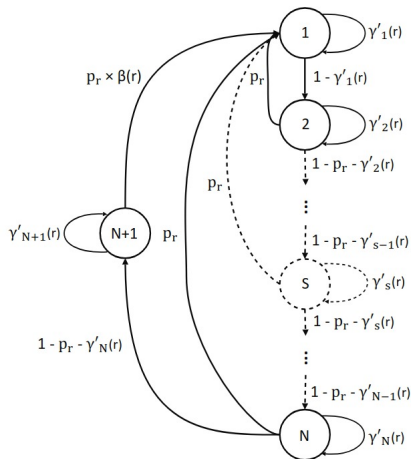 1
γ′₁(r)
pᵣ × β(r)
pᵣ
1 - γ′₁(r)
2
γ′₂(r)
1 - pᵣ - γ′₂(r)
pᵣ
⋮
γ′N+1(r)
N+1
pᵣ
1 - pᵣ - γ′s−1(r)
S
γ′s(r)
1 - pᵣ - γ′s(r)
1 - pᵣ - γ′N(r)
⋮
1 - pᵣ - γ′N−1(r)
N
γ′N(r)